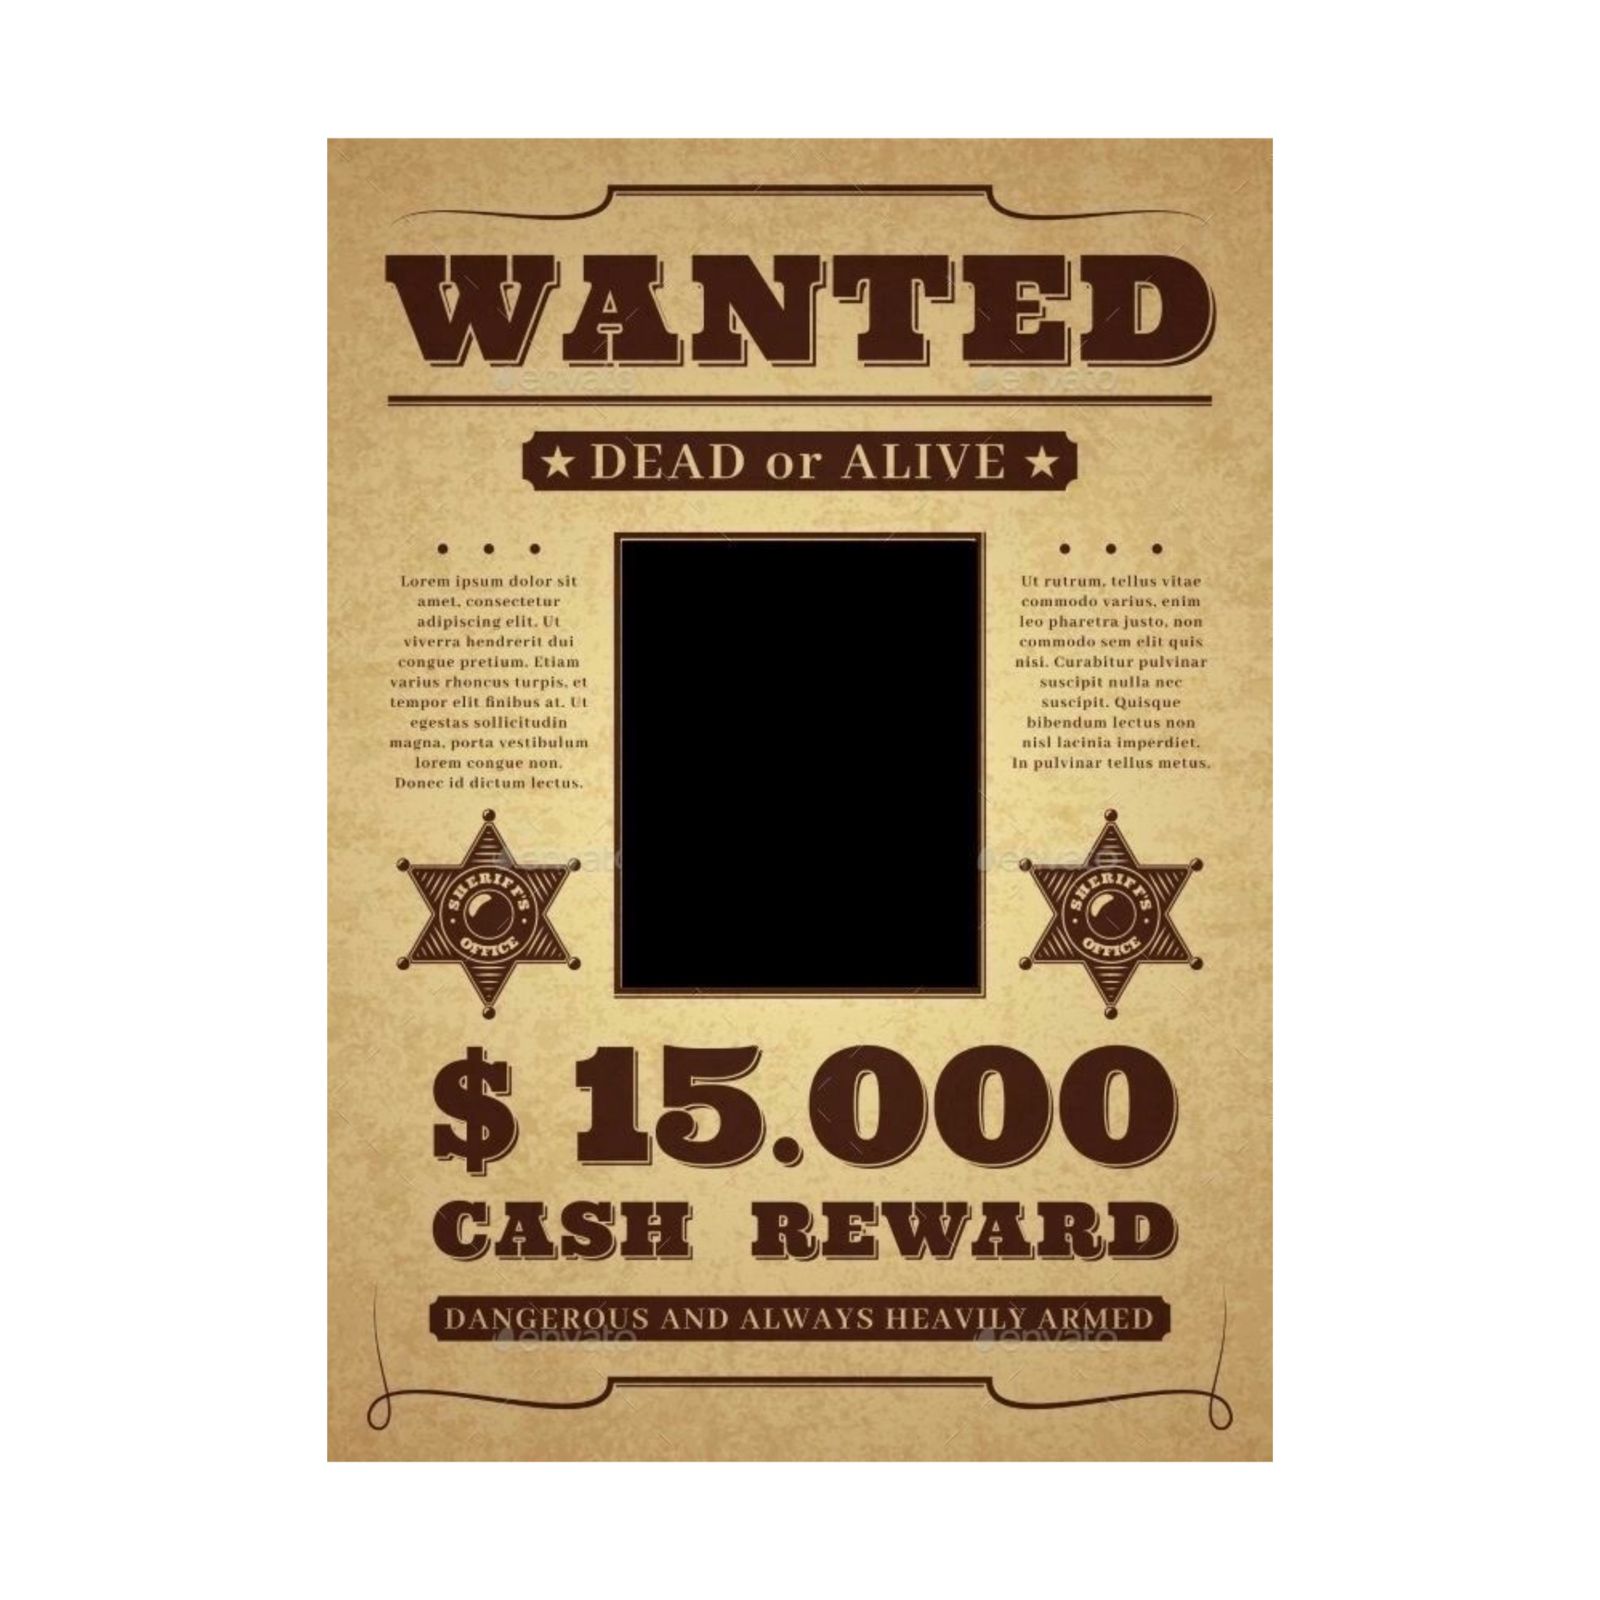 WANTED
DEAD or ALIVE
Lorem ipsum dolor sit
amet, consectetur
adipiscing elit. Ut
viverra hendrerit dui
congue pretium. Etiam
varius rhoncus turpis, et
tempor elit finibus at. Ut
egestas sollicitudin
magna, porta vestibulum
lorem congue non.
Donec id dictum lectus.
Ut rutrum, tellus vitae
commodo varius, enim
leo pharetra justo, non
commodo sem elit quis
nisi. Curabitur pulvinar
suscipit nulla nec
suscipit. Quisque
bibendum lectus non
nisl lacinia imperdiet.
In pulvinar tellus metus.
SHERIFF'S
OFFICE
SHERIFF'S
OFFICE
$ 15.000
CASH REWARD
DANGEROUS AND ALWAYS HEAVILY ARMED
envato
envato
envato
envato
envato
envato